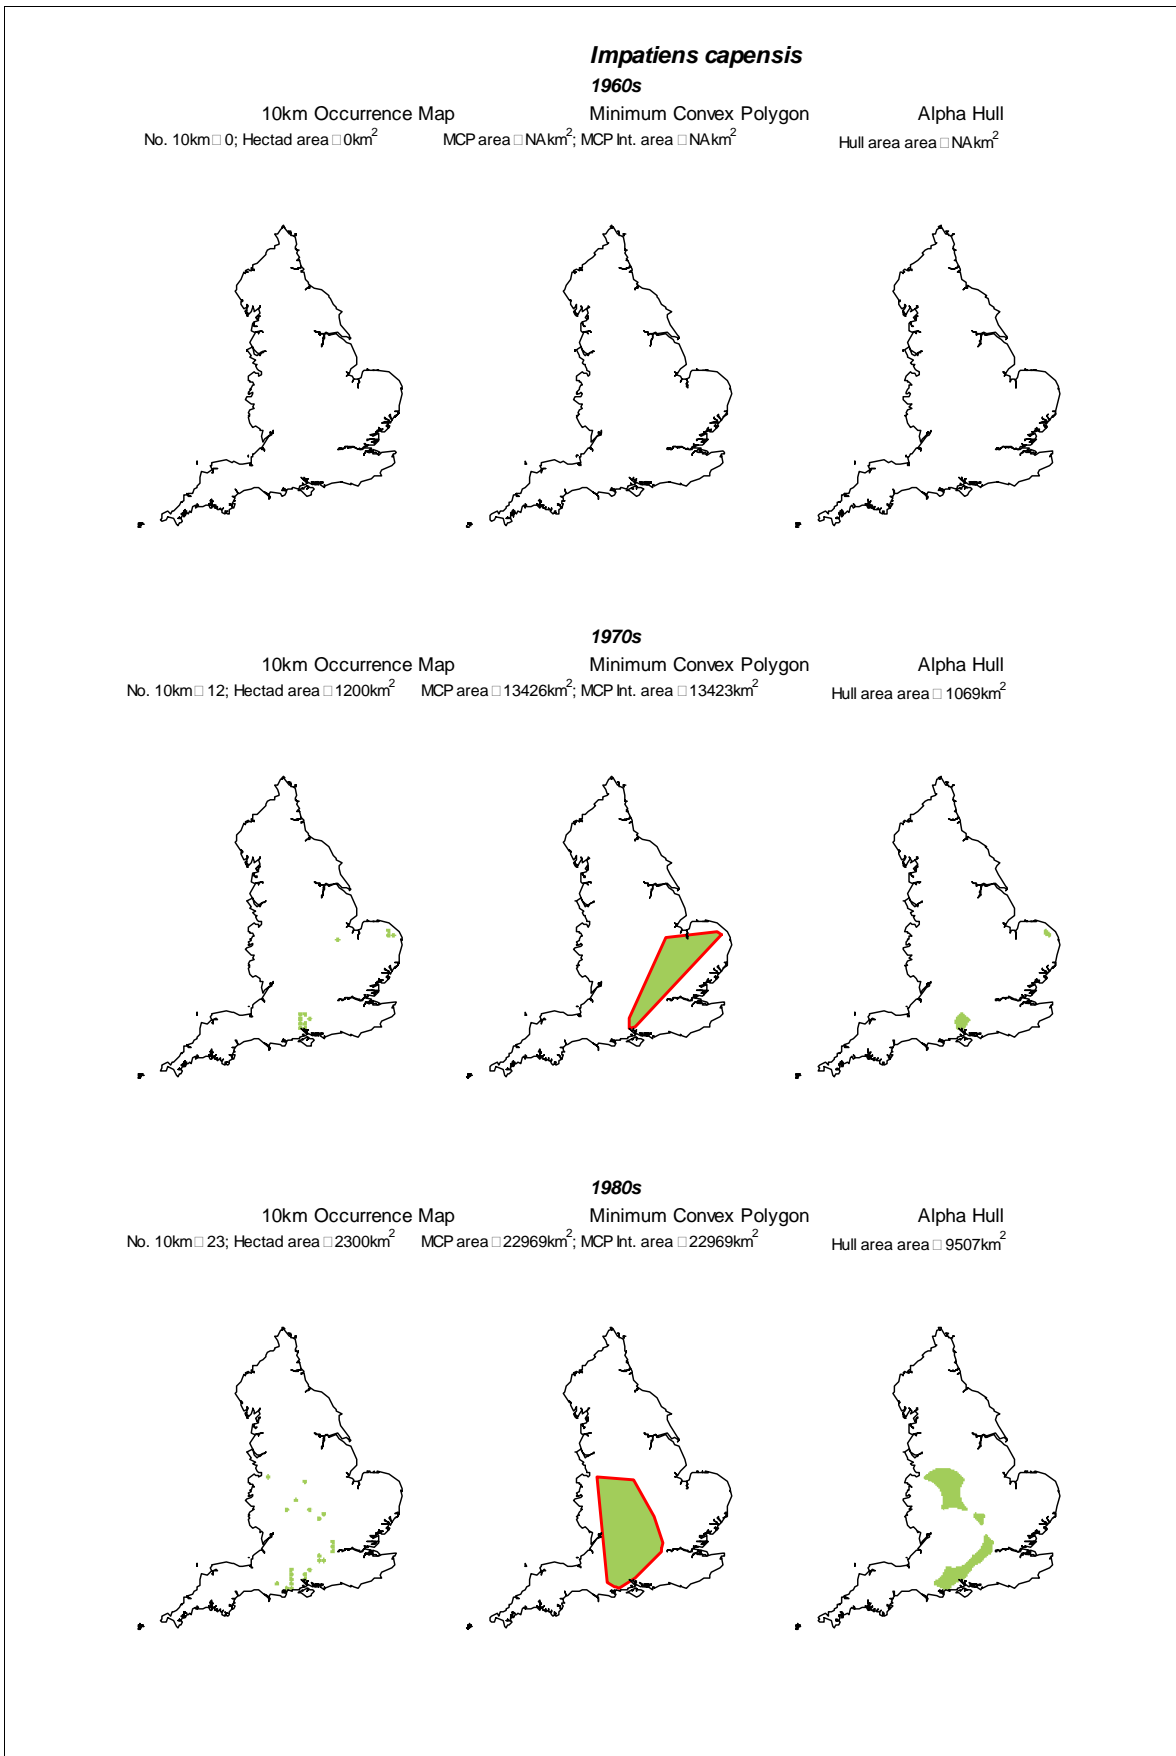 Impatiens capensis
1960s
10km Occurrence Map Minimum Convex Polygon Alpha Hull
No. 10km□0; Hectad area□0km² MCP area□NAkm²; MCP Int. area□NAkm² Hull area area□NAkm²
1970s
10km Occurrence Map Minimum Convex Polygon Alpha Hull
No. 10km□12; Hectad area□1200km² MCP area□13426km²; MCP Int. area□13423km² Hull area area□1069km²
1980s
10km Occurrence Map Minimum Convex Polygon Alpha Hull
No. 10km□23; Hectad area□2300km² MCP area□22969km²; MCP Int. area□22969km² Hull area area□9507km²